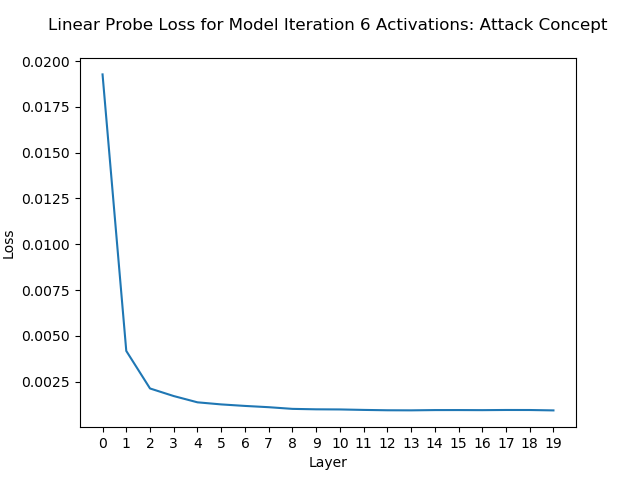 Linear Probe Loss for Model Iteration 6 Activations: Attack Concept
0.0200
0.0175
0.0150
0.0125
0.0100
0.0075
0.0050
0.0025
Loss
0 1 2 3 4 5 6 7 8 9 10 11 12 13 14 15 16 17 18 19
Layer